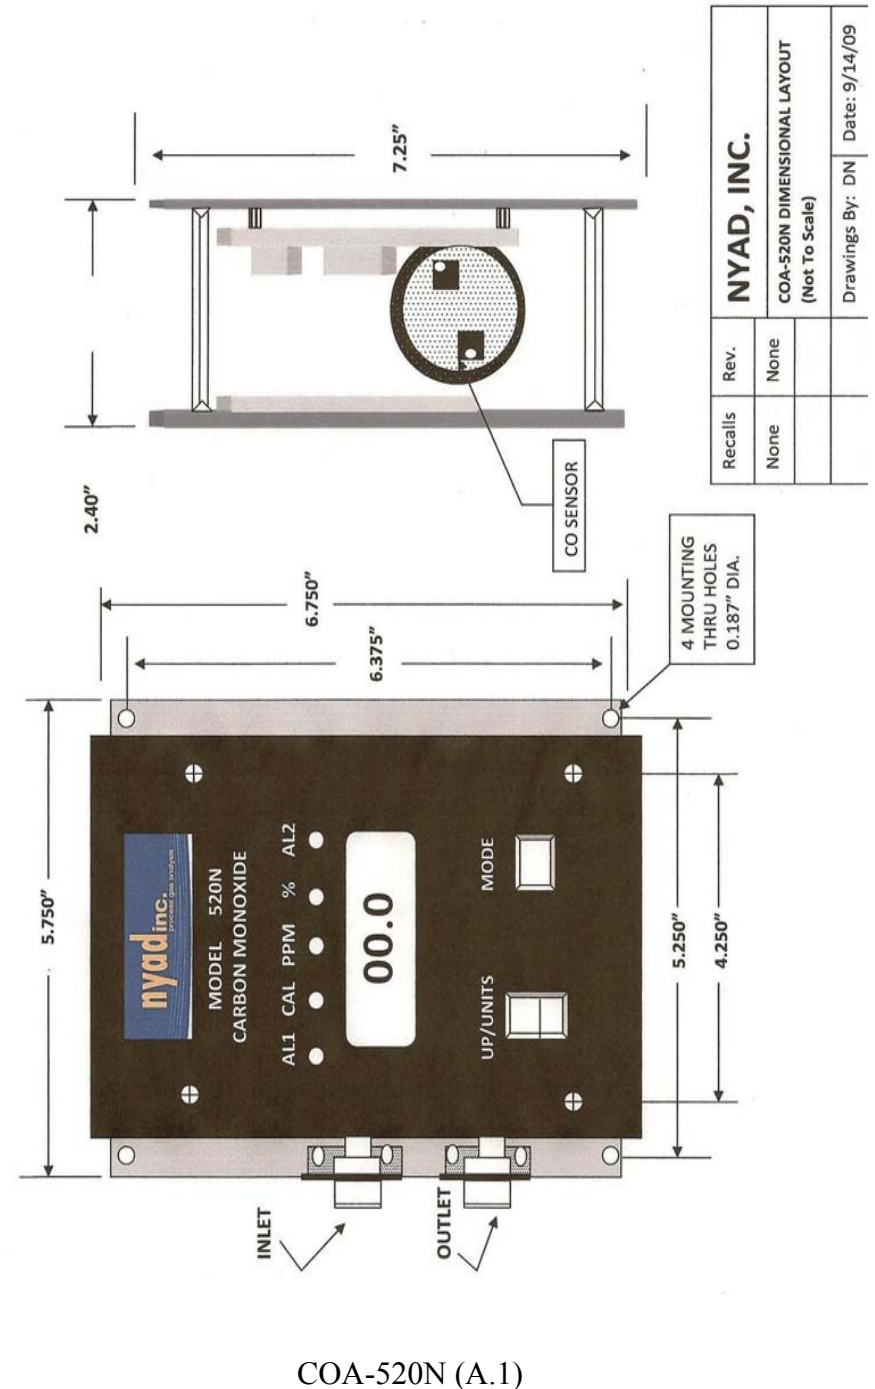 5.750”
nyad inc.
process gas analysis
MODEL 520N
CARBON MONOXIDE
AL1 CAL PPM % AL2
00.0
UP/UNITS MODE
INLET
OUTLET
5.250”
4.250”
6.750”
6.375”
4 MOUNTING
THRU HOLES
0.187” DIA.
2.40”
7.25”
CO SENSOR
Recalls Rev. NYAD, INC.
None None COA-520N DIMENSIONAL LAYOUT
(Not To Scale)
Drawings By: DN Date: 9/14/09
COA-520N (A.1)